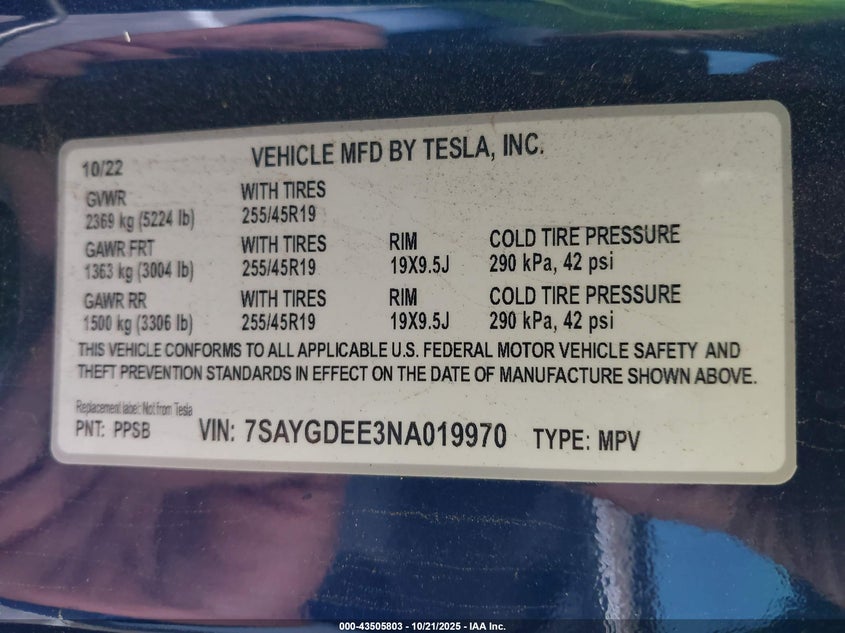 10/22 VEHICLE MFD BY TESLA, INC.
GVWR WITH TIRES
2369 kg (5224 lb) 255/45R19
GAWR FRT WITH TIRES RIM COLD TIRE PRESSURE
1363 kg (3004 lb) 255/45R19 19X9.5J 290 kPa, 42 psi
GAWR RR WITH TIRES RIM COLD TIRE PRESSURE
1500 kg (3306 lb) 255/45R19 19X9.5J 290 kPa, 42 psi
THIS VEHICLE CONFORMS TO ALL APPLICABLE U.S. FEDERAL MOTOR VEHICLE SAFETY AND
THEFT PREVENTION STANDARDS IN EFFECT ON THE DATE OF MANUFACTURE SHOWN ABOVE.
Replacement label: Not from Tesla
PNT: PPSB VIN: 7SAYGDEE3NA019970 TYPE: MPV
000-43505803 - 10/21/2025 - IAA Inc.